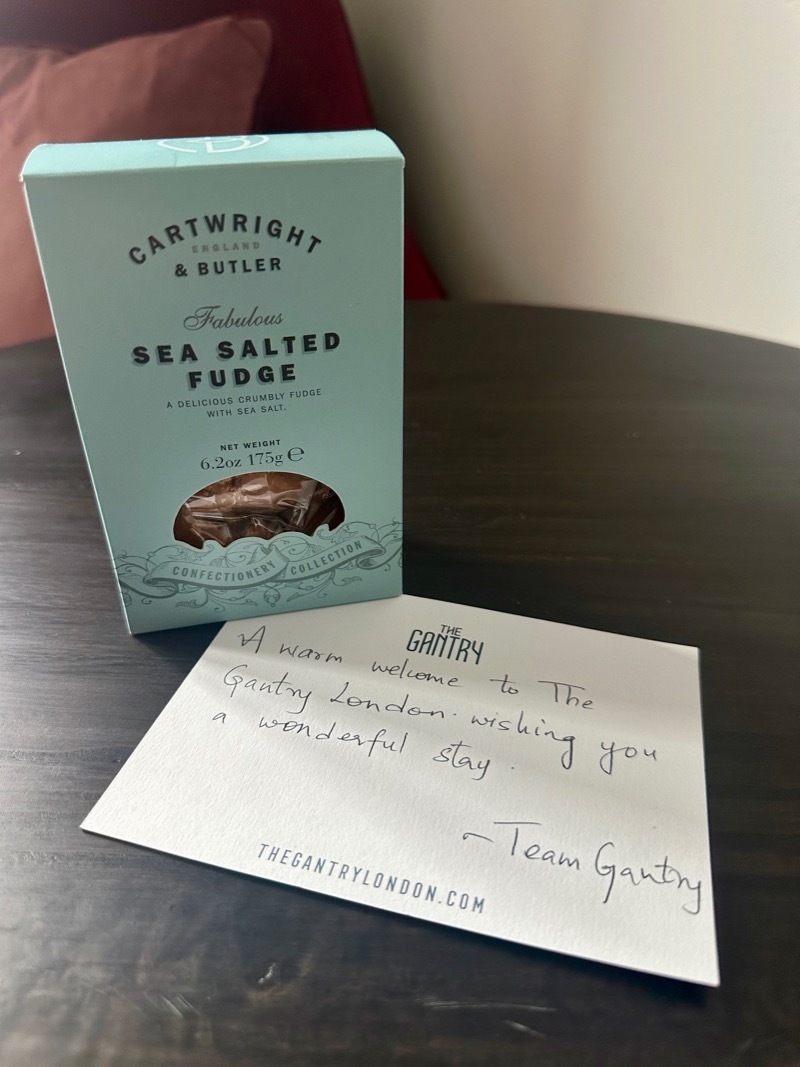 CARTWRIGHT
ENGLAND
& BUTLER
Fabulous
SEA SALTED
FUDGE
A DELICIOUS CRUMBLY FUDGE
WITH SEA SALT.
NET WEIGHT
6.2oz 175g ℮
CONFECTIONERY COLLECTION
THE
GANTRY
A warm welcome to The
Gantry London. wishing you
a wonderful stay.
~Team Gantry
THEGANTRYLONDON.COM